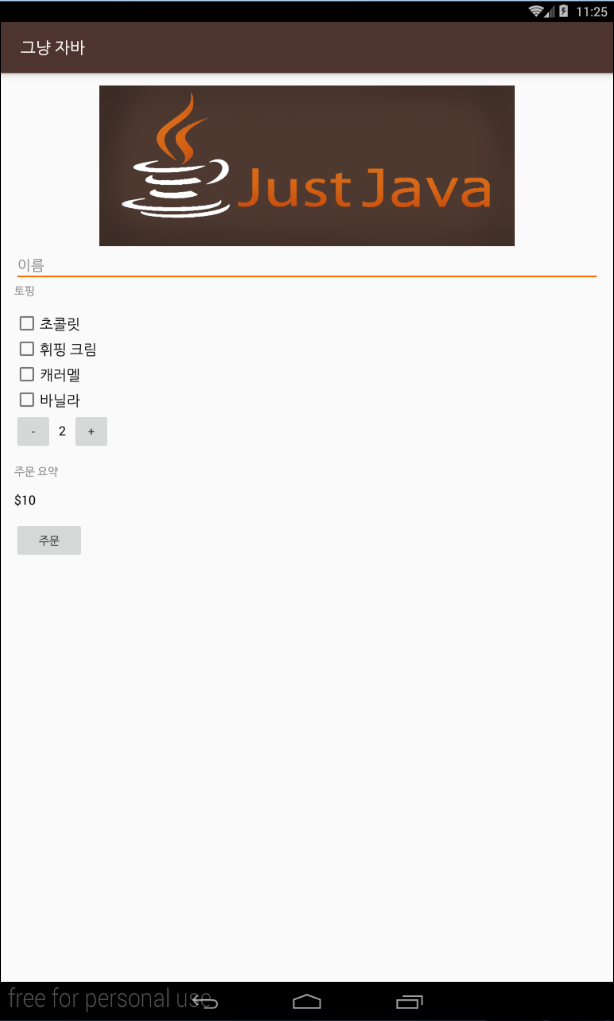 11:25
그냥 자바
Just Java
이름
토핑
초콜릿
휘핑 크림
캐러멜
바닐라
- 2 +
주문 요약
$10
주문
free for personal use